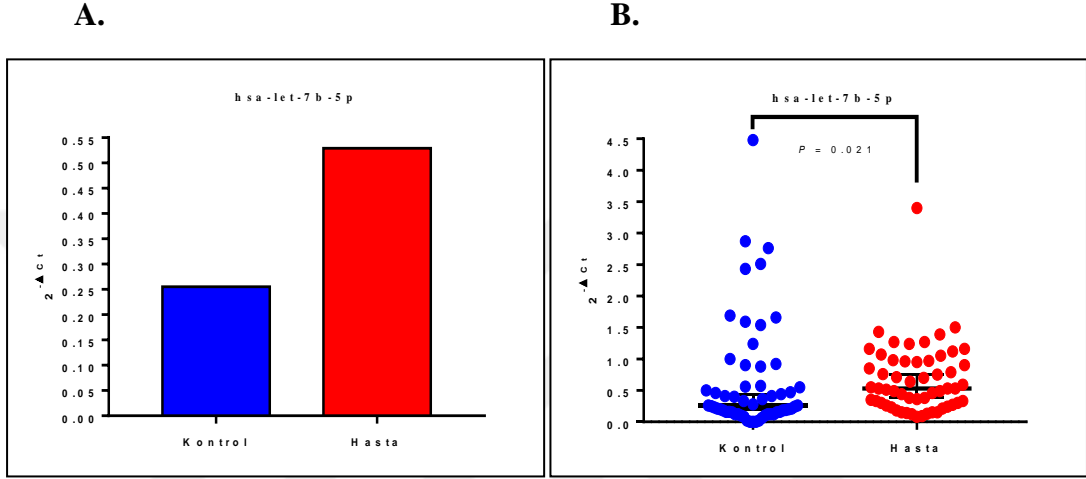 A.
hsa-let-7b-5p
0.55
0.50
0.45
0.40
0.35
0.30
0.25
0.20
0.15
0.10
0.05
0.00
2^-▲Ct
Kontrol Hasta
B.
hsa-let-7b-5p
P = 0.021
4.5
4.0
3.5
3.0
2.5
2.0
1.5
1.0
0.5
0.0
2^-▲Ct
Kontrol Hasta